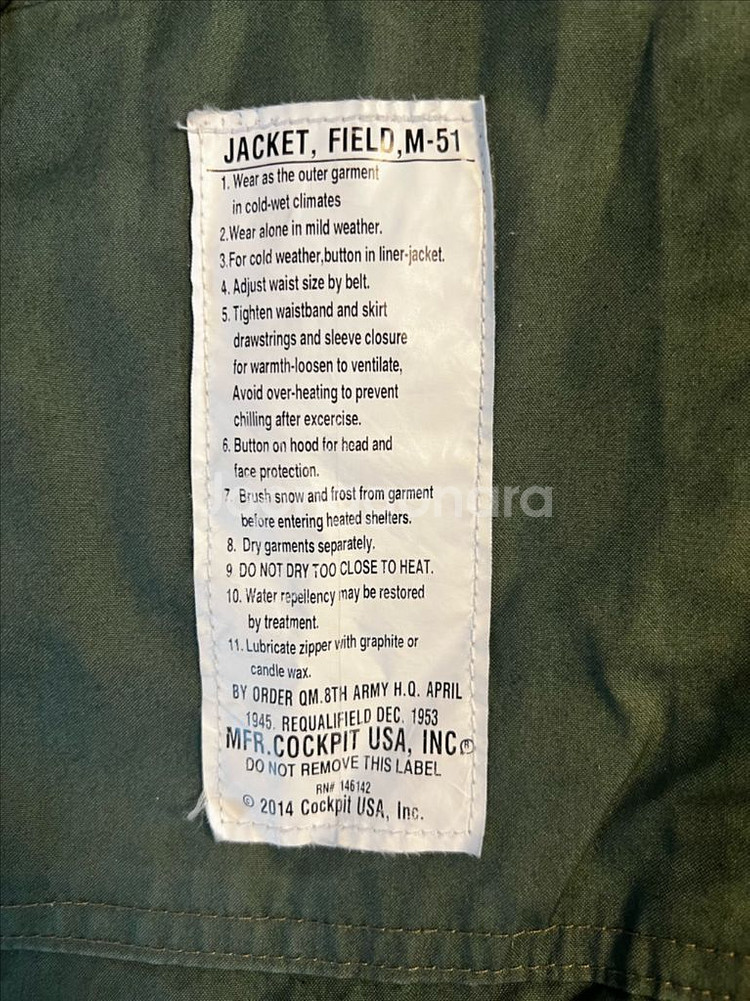 JACKET, FIELD,M-51
1. Wear as the outer garment
in cold-wet climates
2.Wear alone in mild weather.
3.For cold weather,button in liner-jacket.
4. Adjust waist size by belt.
5. Tighten waistband and skirt
drawstrings and sleeve closure
for warmth-loosen to ventilate,
Avoid over-heating to prevent
chilling after excercise.
6. Button on hood for head and
face protection.
7. Brush snow and frost from garment
before entering heated shelters.
8. Dry garments separately.
9 DO NOT DRY TOO CLOSE TO HEAT.
10. Water repellency may be restored
by treatment.
11. Lubricate zipper with graphite or
candle wax.
BY ORDER QM.8TH ARMY H.Q. APRIL
1945. REQUALIFIELD DEC. 1953
MFR.COCKPIT USA, INC®
DO NOT REMOVE THIS LABEL
RN# 146142
© 2014 Cockpit USA, Inc.